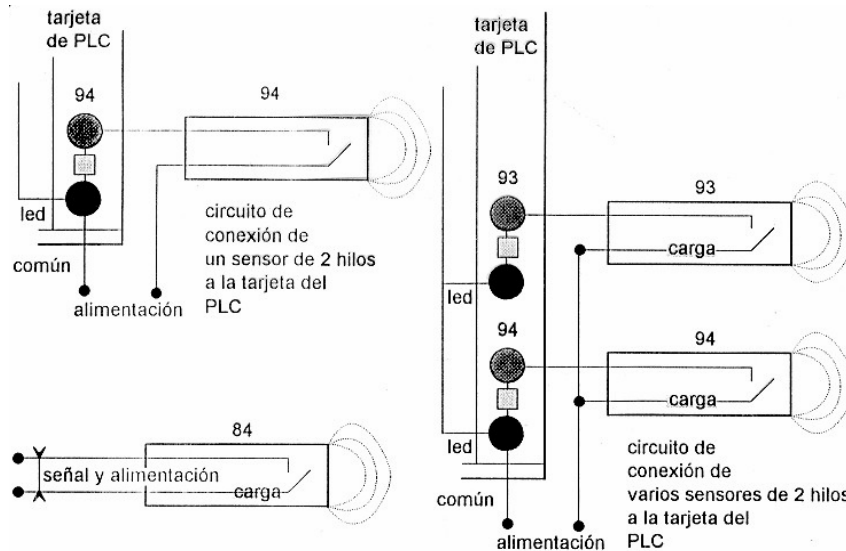 tarjeta
de PLC
94
94
led
común
alimentación
circuito de
conexión de
un sensor de 2 hilos
a la tarjeta del
PLC
84
señal y alimentación
carga
tarjeta
de PLC
93
93
carga
led
94
94
carga
led
común
alimentación
circuito de
conexión de
varios sensores de 2 hilos
a la tarjeta del
PLC